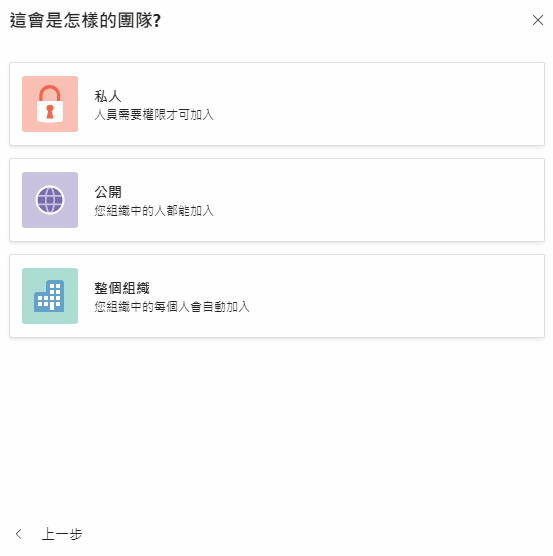 這會是怎樣的團隊?
私人
人員需要權限才可加入
公開
您組織中的人都能加入
整個組織
您組織中的每個人會自動加入
上一步